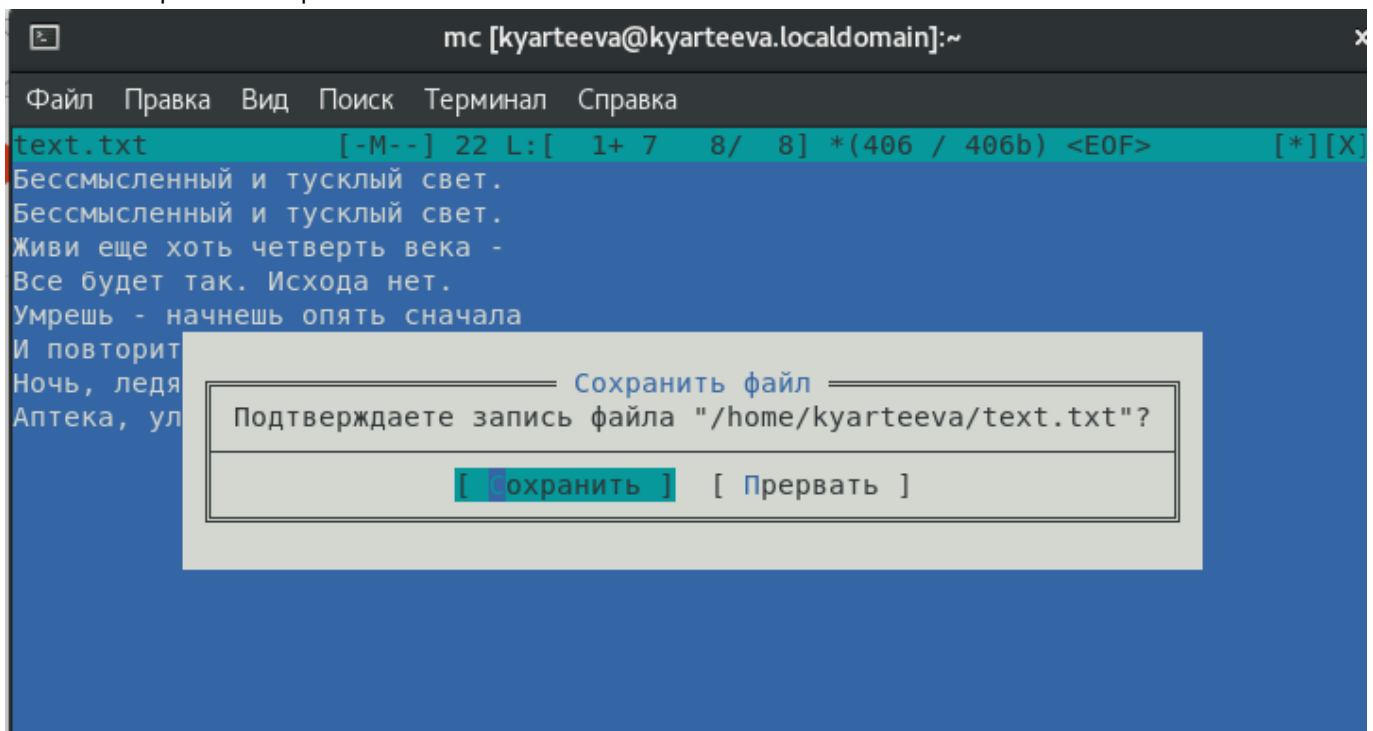 mc [kyarteeva@kyarteeva.localdomain]:~ x
Файл Правка Вид Поиск Терминал Справка
text.txt [-M--] 22 L:[ 1+ 7 8/ 8] *(406 / 406b) <EOF> [*][X]
Бессмысленный и тусклый свет.
Бессмысленный и тусклый свет.
Живи еще хоть четверть века -
Все будет так. Исхода нет.
Умрешь - начнешь опять сначала
И повторит
Ночь, ледя
Аптека, ул
Сохранить файл
Подтверждаете запись файла "/home/kyarteeva/text.txt"?
[ Сохранить ] [ Прервать ]